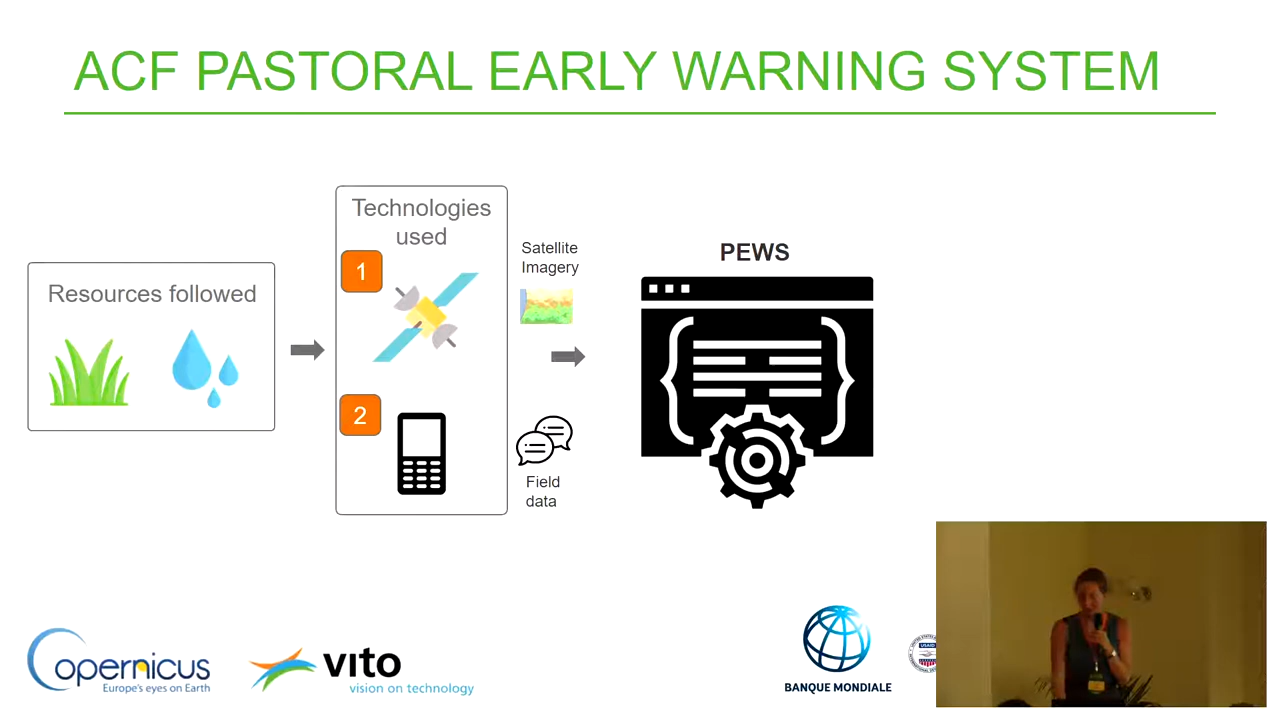 ACF PASTORAL EARLY WARNING SYSTEM
Resources followed
Technologies
used
1
2
Satellite
Imagery
Field
data
PEWS
opernicus
Europe's eyes on Earth
vito
vision on technology
BANQUE MONDIALE
USAID